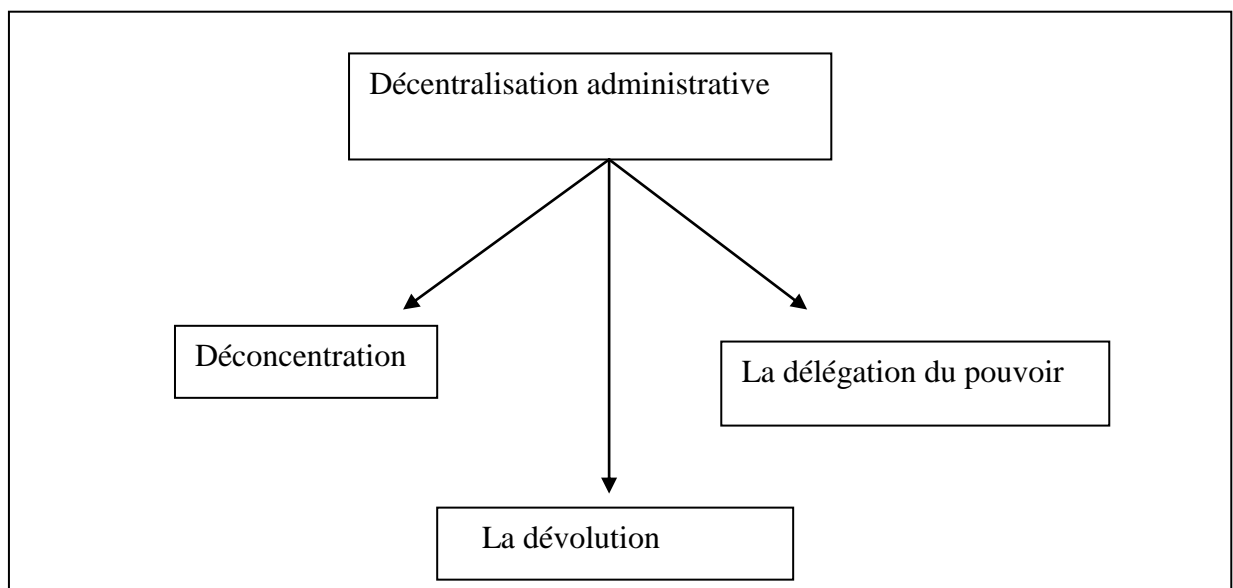 Décentralisation administrative
Déconcentration
La délégation du pouvoir
La dévolution